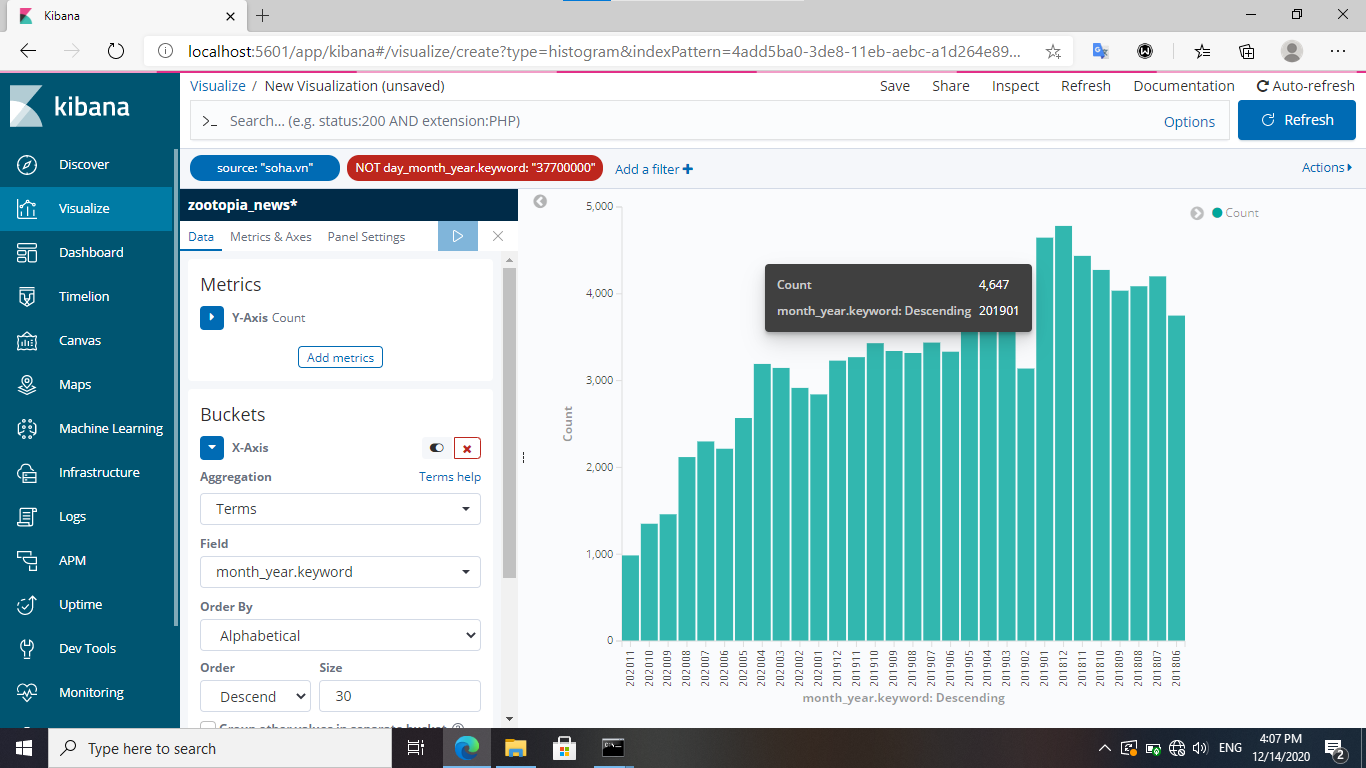 Kibana
localhost:5601/app/kibana#/visualize/create?type=histogram&indexPattern=4add5ba0-3de8-11eb-aebc-a1d264e89...
kibana
Discover
Visualize
Dashboard
Timelion
Canvas
Maps
Machine Learning
Infrastructure
Logs
APM
Uptime
Dev Tools
Monitoring
Visualize / New Visualization (unsaved)
Save Share Inspect Refresh Documentation Auto-refresh
>_ Search... (e.g. status:200 AND extension:PHP) Options Refresh
source: "soha.vn" NOT day_month_year.keyword: "37700000" Add a filter Actions
zootopia_news*
Data Metrics & Axes Panel Settings
Metrics
Y-Axis Count
Add metrics
Buckets
X-Axis
Aggregation Terms help
Terms
Field
month_year.keyword
Order By
Alphabetical
Order Size
Descend 30
Group other values in separate bucket
5,000
4,000
3,000
2,000
1,000
0
Count
Count
Count 4,647
month_year.keyword: Descending 201901
202011 202010 202009 202008 202007 202006 202005 202004 202003 202002 202001 201912 201911 201910 201909 201908 201907 201906 201905 201904 201903 201902 201901 201812 201811 201810 201809 201808 201807 201806
month_year.keyword: Descending
Type here to search
ENG
4:07 PM
12/14/2020
2